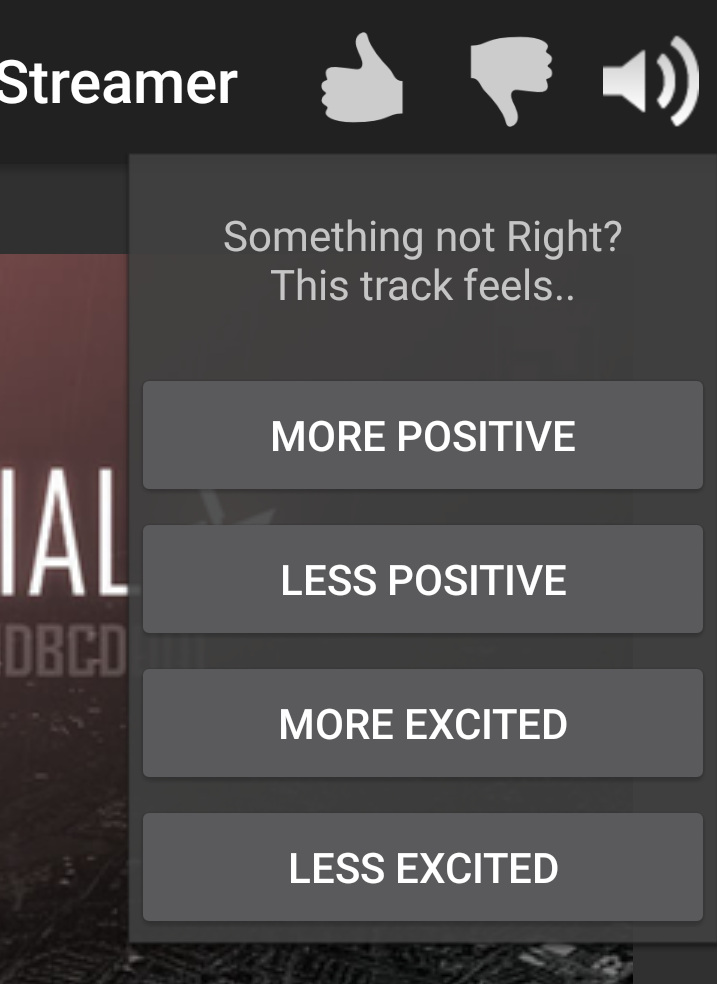 Streamer
Something not Right?
This track feels..
MORE POSITIVE
IAL
LESS POSITIVE
DBCD
MORE EXCITED
LESS EXCITED